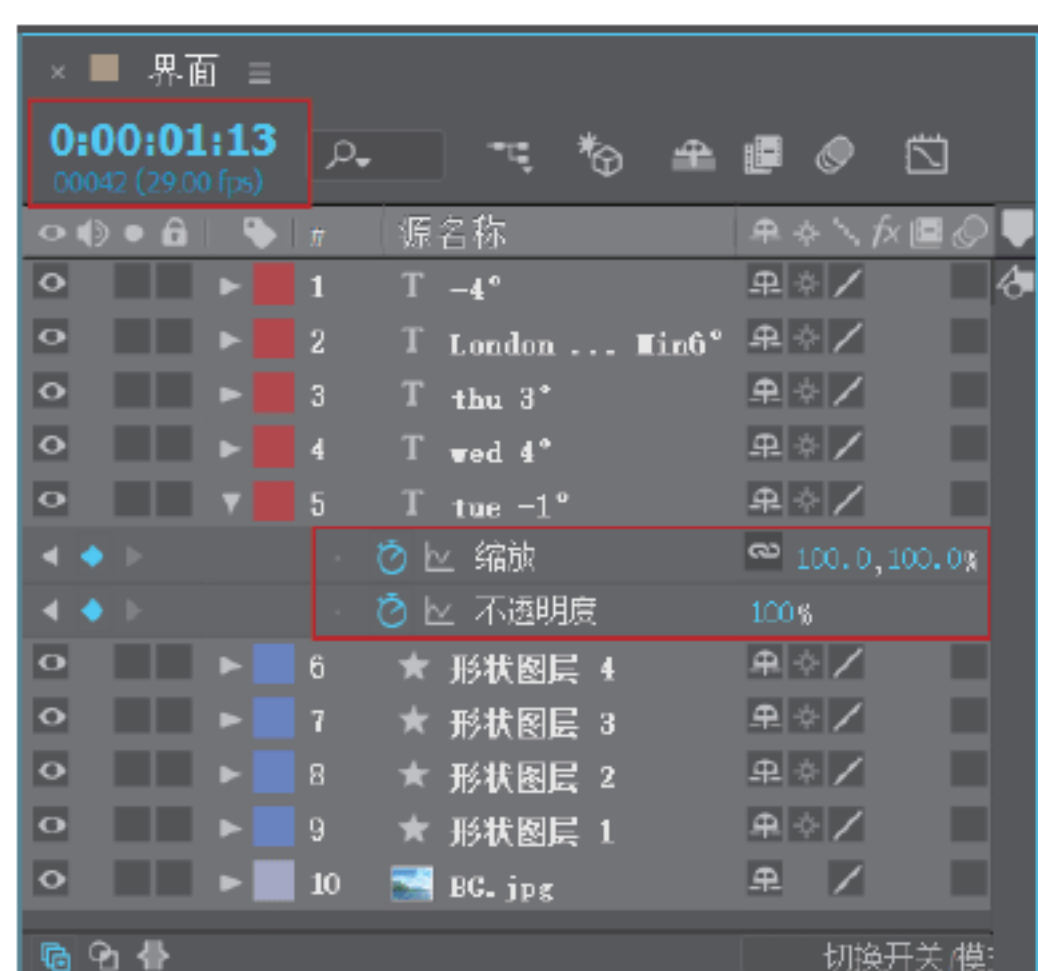 界面
0:00:01:13
00042 (29.00 fps)
# 源名称 fx
1 T -4°
2 T London ... Min6°
3 T thu 3°
4 T wed 4°
5 T tue -1°
缩放 100.0,100.0%
不透明度 100%
6 形状图层 4
7 形状图层 3
8 形状图层 2
9 形状图层 1
10 BG.jpg
切换开关/模